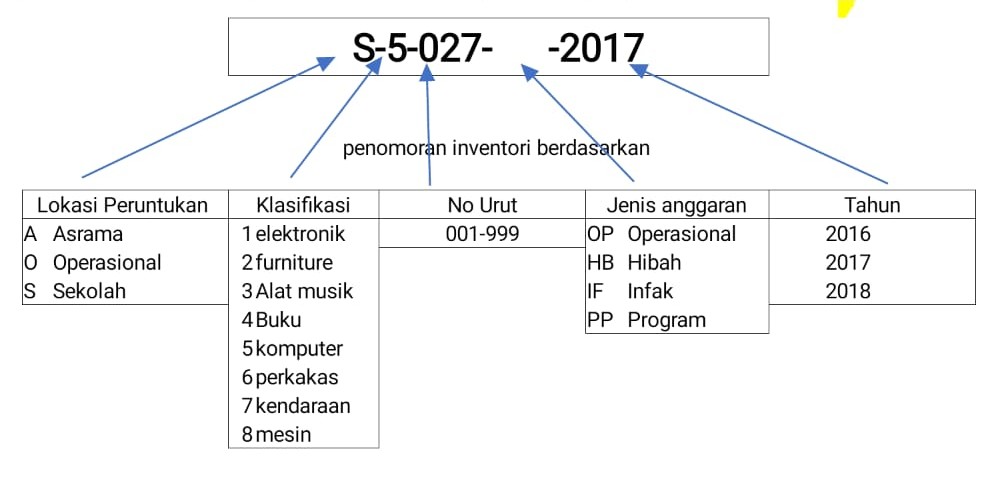 S-5-027- -2017
penomoran inventori berdasarkan
Lokasi Peruntukan Klasifikasi No Urut Jenis anggaran Tahun
A Asrama 1 elektronik 001-999 OP Operasional 2016
O Operasional 2 furniture HB Hibah 2017
S Sekolah 3 Alat musik IF Infak 2018
4 Buku PP Program
5 komputer
6 perkakas
7 kendaraan
8 mesin